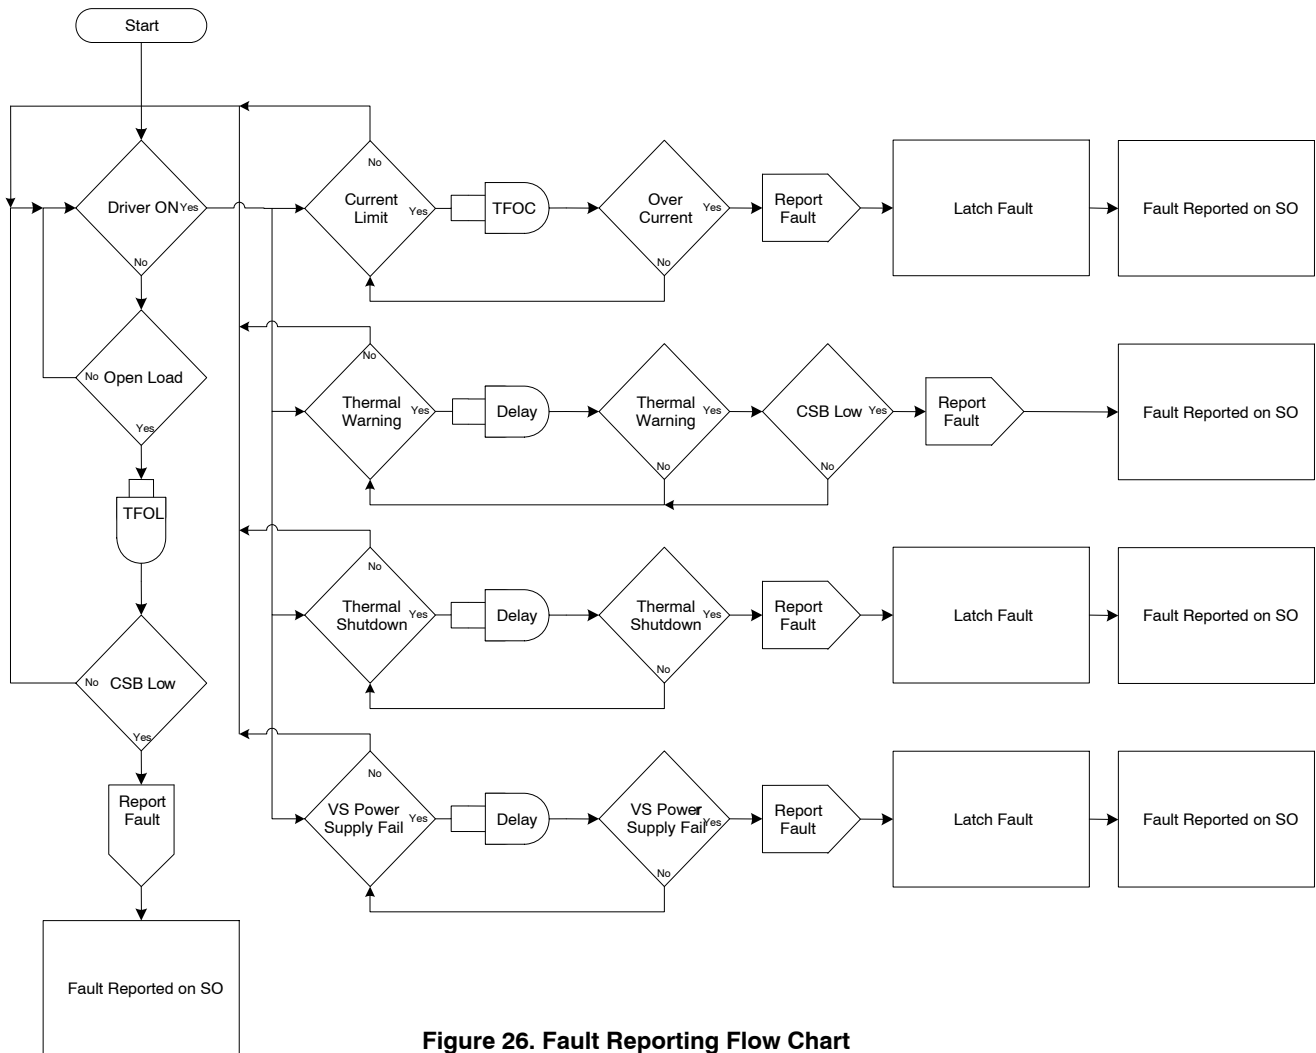 Start
Driver ON Yes
No
No Open Load
Yes
TFOL
No CSB Low
Yes
Report
Fault
Fault Reported on SO
No
Current
Limit
Yes
TFOC
Over
Current
Yes
No
Report
Fault
Latch Fault
Fault Reported on SO
No
Thermal
Warning
Yes
Delay
Thermal
Warning
Yes
No
CSB Low Yes
No
Report
Fault
Fault Reported on SO
No
Thermal
Shutdown
Yes
Delay
Thermal
Shutdown
Yes
No
Report
Fault
Latch Fault
Fault Reported on SO
No
VS Power
Supply Fail
Yes
Delay
VS Power
Supply Fail
Yes
No
Report
Fault
Latch Fault
Fault Reported on SO
Figure 26. Fault Reporting Flow Chart